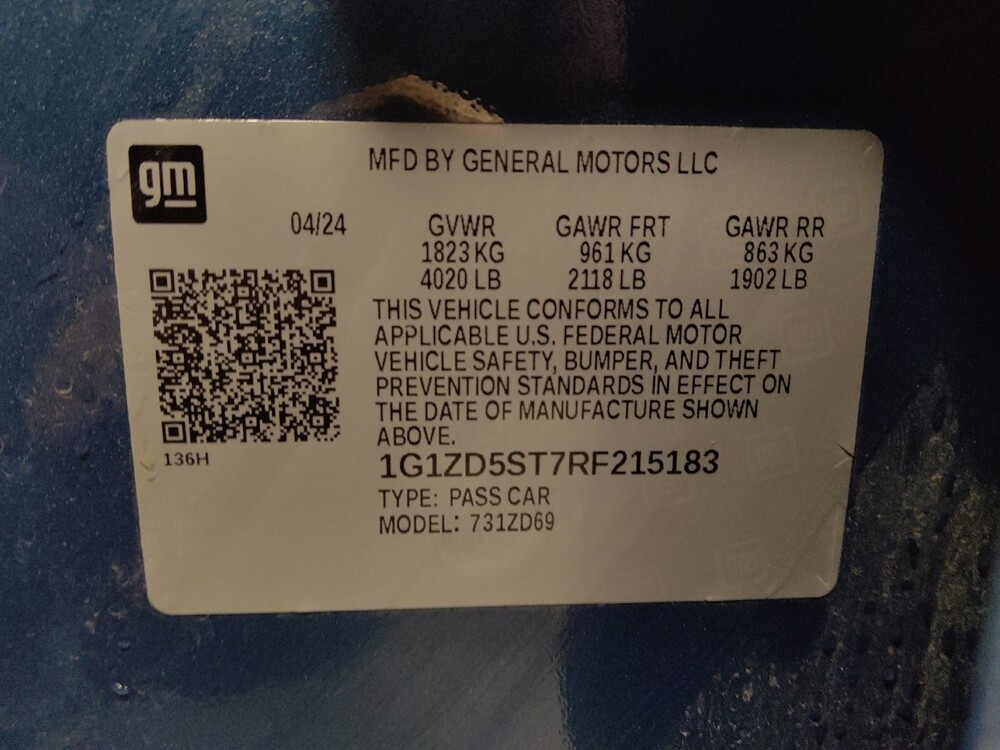 gm
MFD BY GENERAL MOTORS LLC
04/24 GVWR GAWR FRT GAWR RR
1823 KG 961 KG 863 KG
4020 LB 2118 LB 1902 LB
THIS VEHICLE CONFORMS TO ALL
APPLICABLE U.S. FEDERAL MOTOR
VEHICLE SAFETY, BUMPER, AND THEFT
PREVENTION STANDARDS IN EFFECT ON
THE DATE OF MANUFACTURE SHOWN
ABOVE.
136H
1G1ZD5ST7RF215183
TYPE: PASS CAR
MODEL: 731ZD69